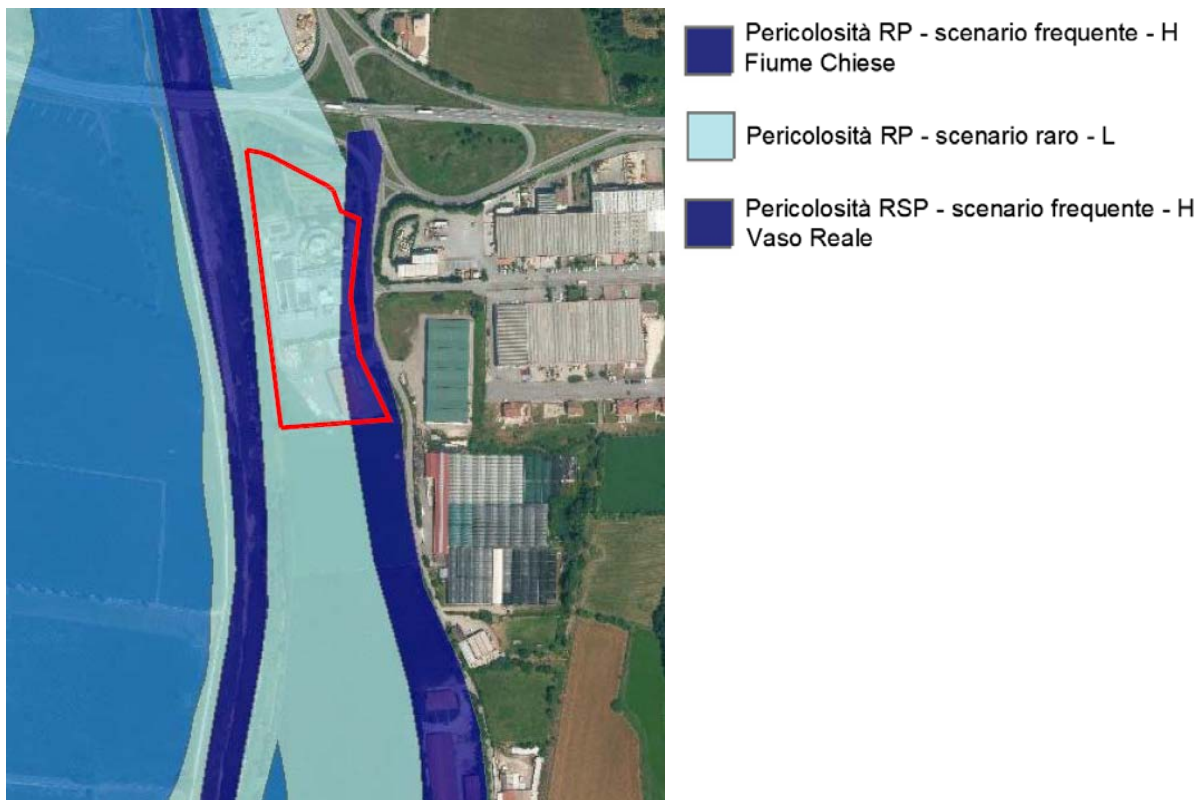 Pericolosità RP - scenario frequente - H
Fiume Chiese
Pericolosità RP - scenario raro - L
Pericolosità RSP - scenario frequente - H
Vaso Reale